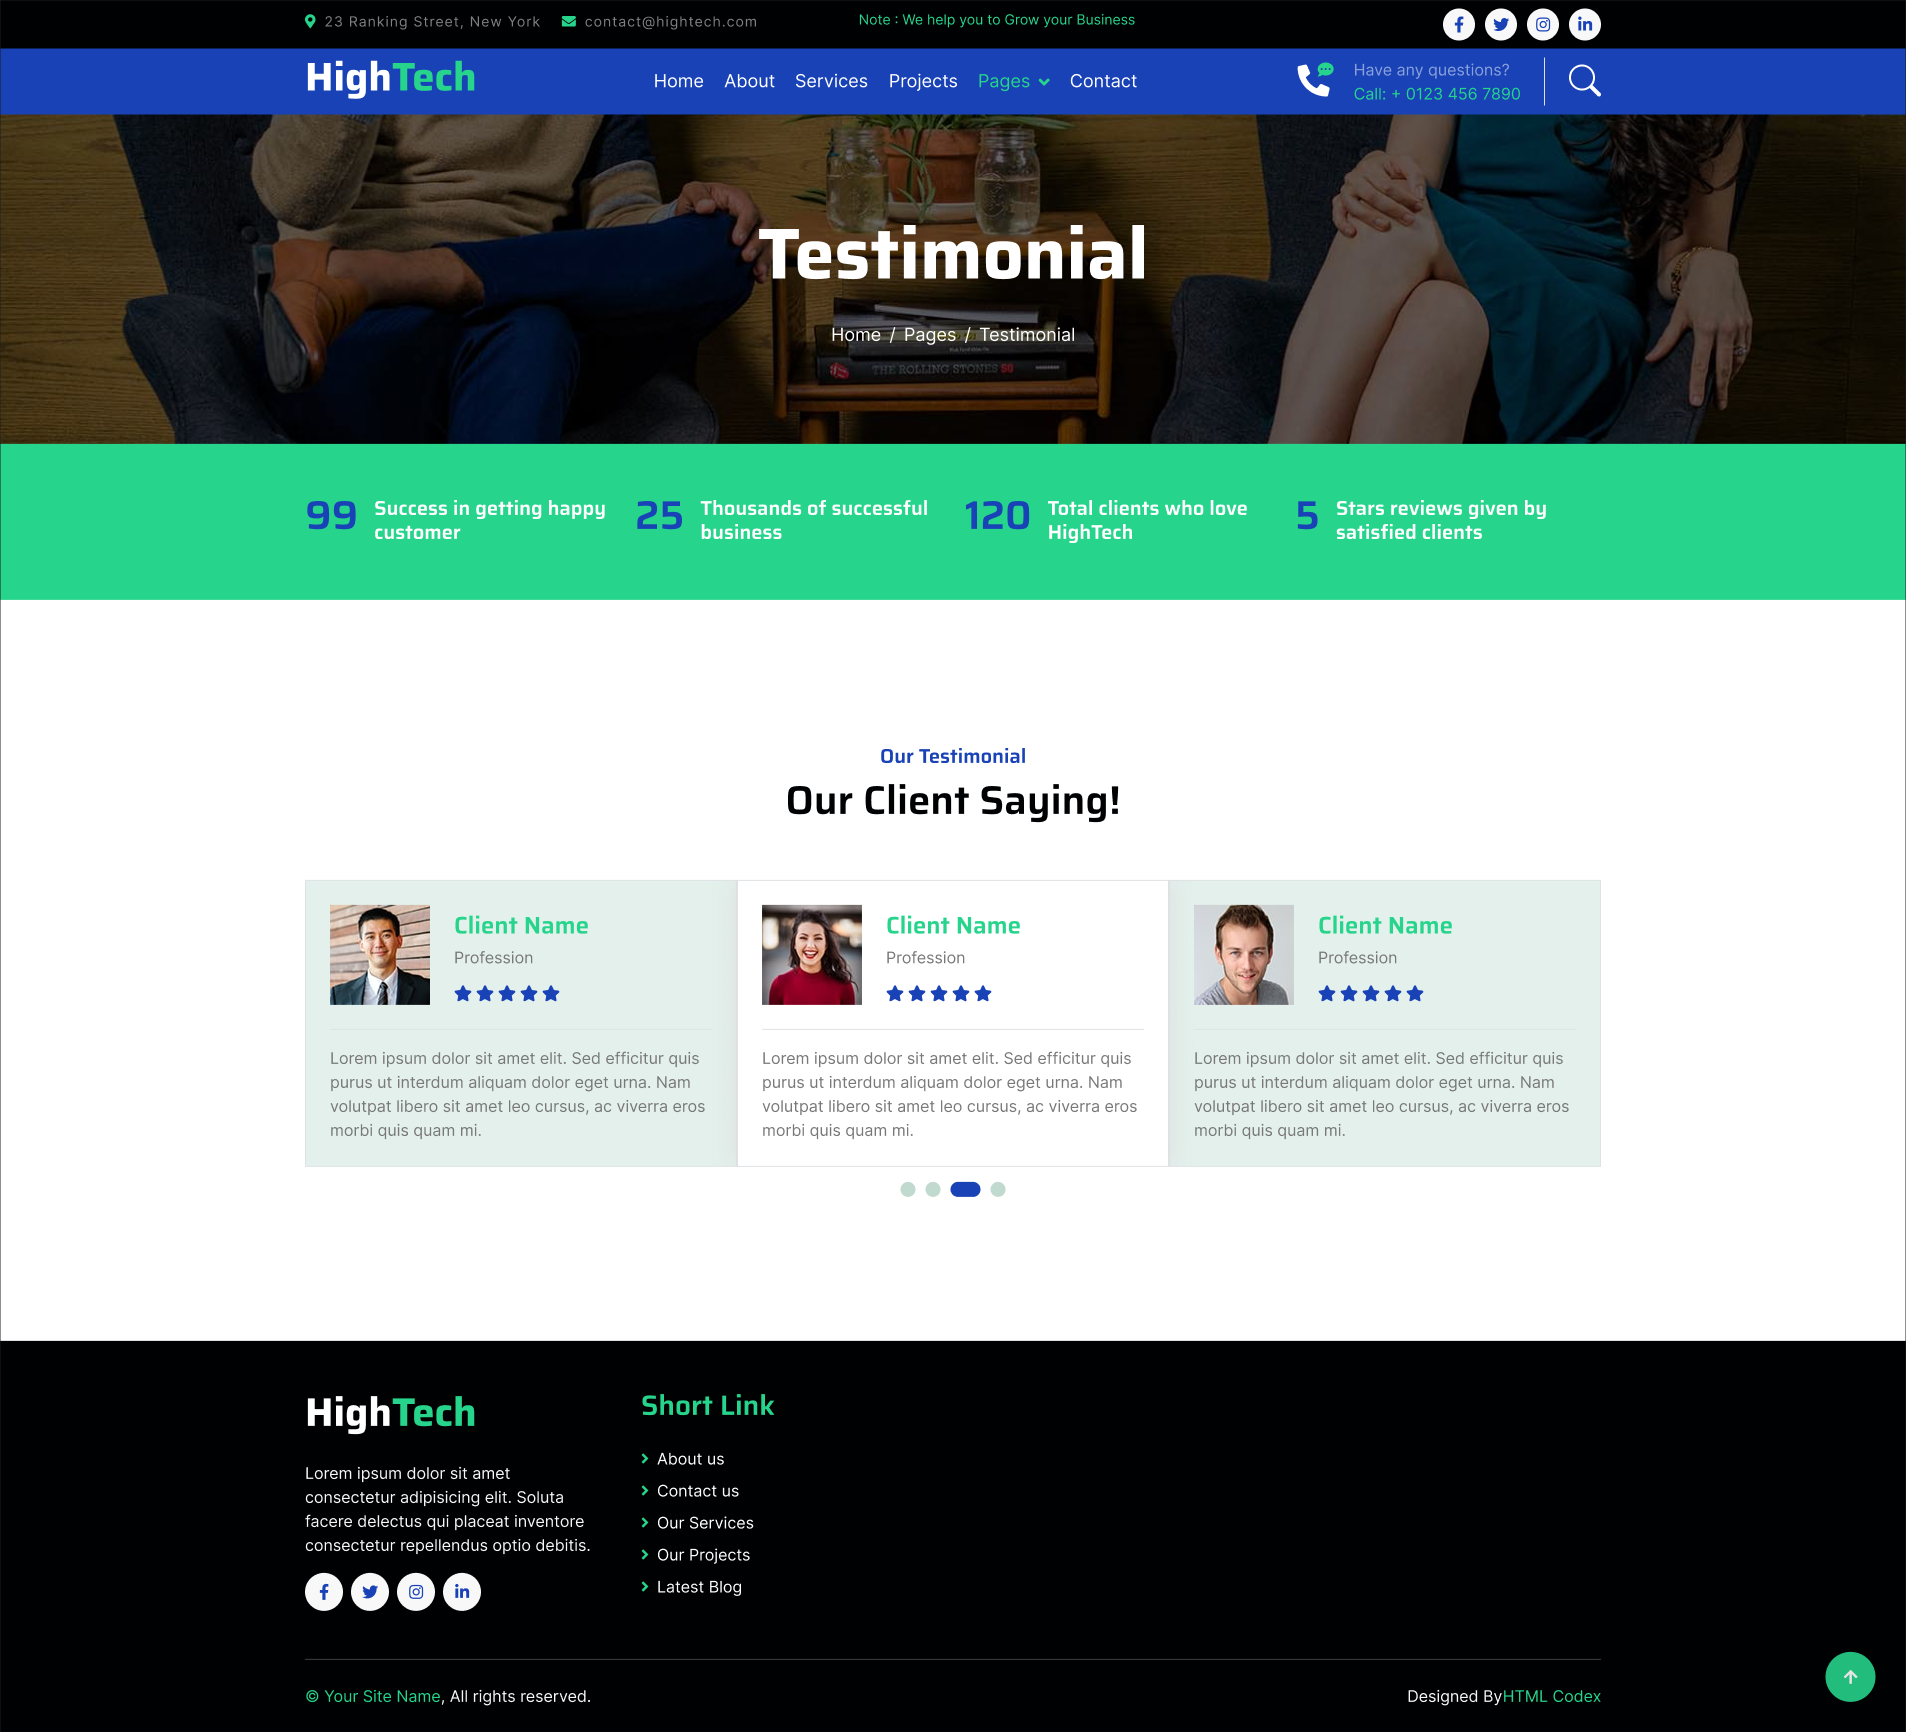 23 Ranking Street, New York
contact@hightech.com
Note : We help you to Grow your Business
HighTech
Home
About
Services
Projects
Pages
Contact
Have any questions?
Call: + 0123 456 7890
Testimonial
Home / Pages / Testimonial
THE ROLLING STONES 50
99
Success in getting happy
customer
25
Thousands of successful
business
120
Total clients who love
HighTech
5
Stars reviews given by
satisfied clients
Our Testimonial
Our Client Saying!
Client Name
Profession
Lorem ipsum dolor sit amet elit. Sed efficitur quis
purus ut interdum aliquam dolor eget urna. Nam
volutpat libero sit amet leo cursus, ac viverra eros
morbi quis quam mi.
Client Name
Profession
Lorem ipsum dolor sit amet elit. Sed efficitur quis
purus ut interdum aliquam dolor eget urna. Nam
volutpat libero sit amet leo cursus, ac viverra eros
morbi quis quam mi.
Client Name
Profession
Lorem ipsum dolor sit amet elit. Sed efficitur quis
purus ut interdum aliquam dolor eget urna. Nam
volutpat libero sit amet leo cursus, ac viverra eros
morbi quis quam mi.
HighTech
Lorem ipsum dolor sit amet
consectetur adipisicing elit. Soluta
facere delectus qui placeat inventore
consectetur repellendus optio debitis.
Short Link
About us
Contact us
Our Services
Our Projects
Latest Blog
© Your Site Name, All rights reserved.
Designed ByHTML Codex